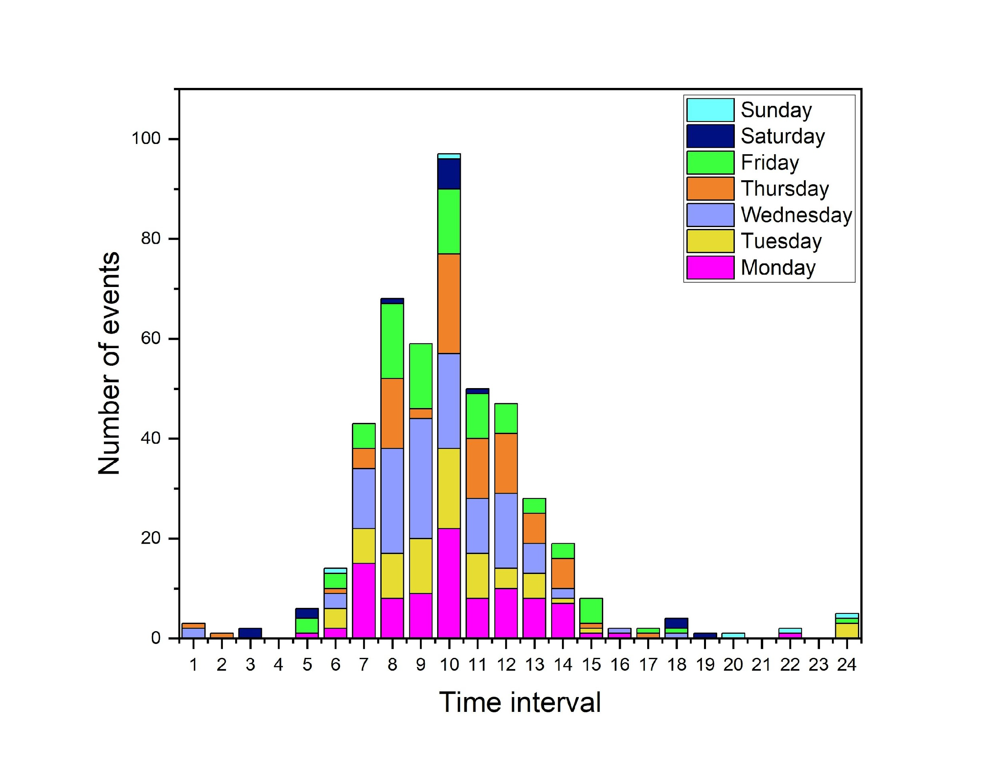 Sunday
Saturday
Friday
Thursday
Wednesday
Tuesday
Monday
Number of events
100
80
60
40
20
0
1 2 3 4 5 6 7 8 9 10 11 12 13 14 15 16 17 18 19 20 21 22 23 24
Time interval